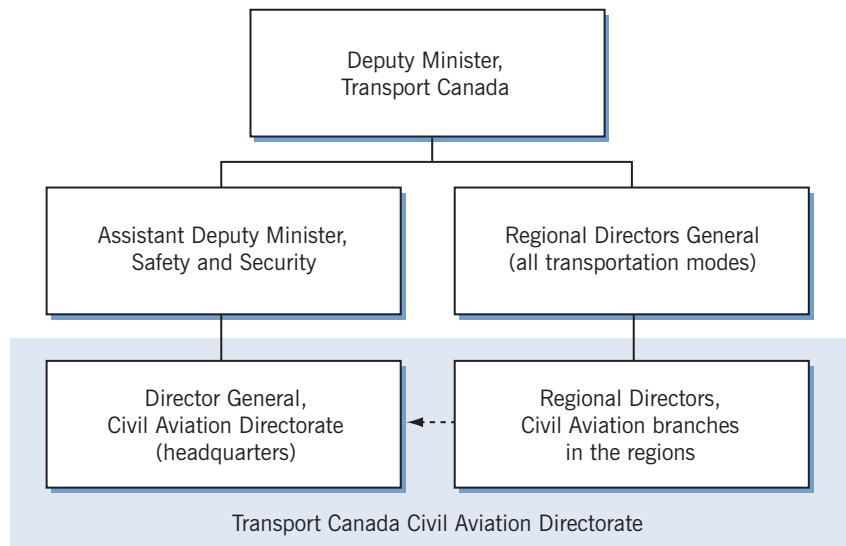 Deputy Minister,
Transport Canada
Assistant Deputy Minister,
Safety and Security
Regional Directors General
(all transportation modes)
Director General,
Civil Aviation Directorate
(headquarters)
Regional Directors,
Civil Aviation branches
in the regions
Transport Canada Civil Aviation Directorate